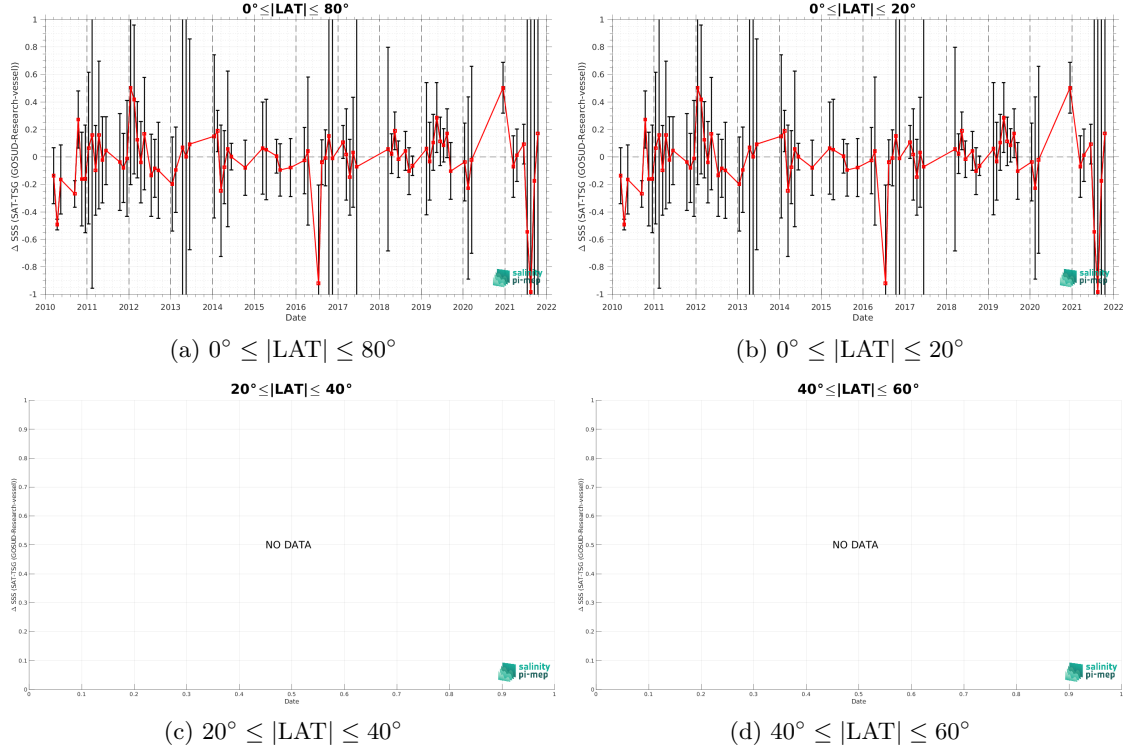 0°≤|LAT|≤ 80°
1
0.8
0.6
0.4
0.2
0
-0.2
-0.4
-0.6
-0.8
-1
Δ SSS (SAT-TSG (GOSUD-Research-vessel))
2010 2011 2012 2013 2014 2015 2016 2017 2018 2019 2020 2021 2022
Date
salinity
pi-mep
(a) 0° ≤ |LAT| ≤ 80°
0°≤|LAT|≤ 20°
1
0.8
0.6
0.4
0.2
0
-0.2
-0.4
-0.6
-0.8
-1
Δ SSS (SAT-TSG (GOSUD-Research-vessel))
2010 2011 2012 2013 2014 2015 2016 2017 2018 2019 2020 2021 2022
Date
salinity
pi-mep
(b) 0° ≤ |LAT| ≤ 20°
20°≤|LAT|≤ 40°
1
0.9
0.8
0.7
0.6
0.5
0.4
0.3
0.2
0.1
0
Δ SSS (SAT-TSG (GOSUD-Research-vessel))
NO DATA
0 0.1 0.2 0.3 0.4 0.5 0.6 0.7 0.8 0.9 1
Date
salinity
pi-mep
(c) 20° ≤ |LAT| ≤ 40°
40°≤|LAT|≤ 60°
1
0.9
0.8
0.7
0.6
0.5
0.4
0.3
0.2
0.1
0
Δ SSS (SAT-TSG (GOSUD-Research-vessel))
NO DATA
0 0.1 0.2 0.3 0.4 0.5 0.6 0.7 0.8 0.9 1
Date
salinity
pi-mep
(d) 40° ≤ |LAT| ≤ 60°